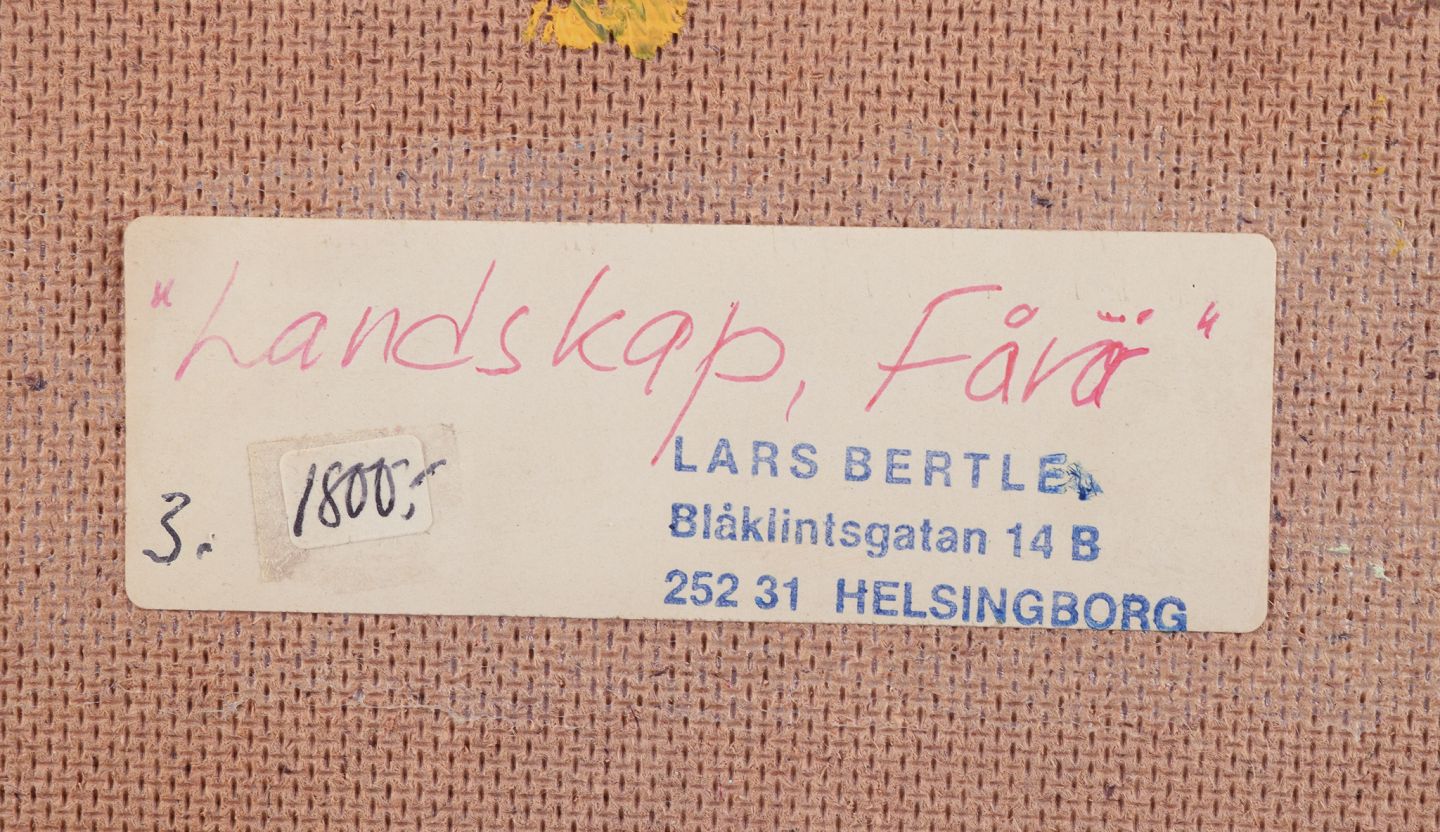 "Landskap, Fårö"
3. 1800:-
LARS BERTLE
Blåklintsgatan 14 B
252 31 HELSINGBORG